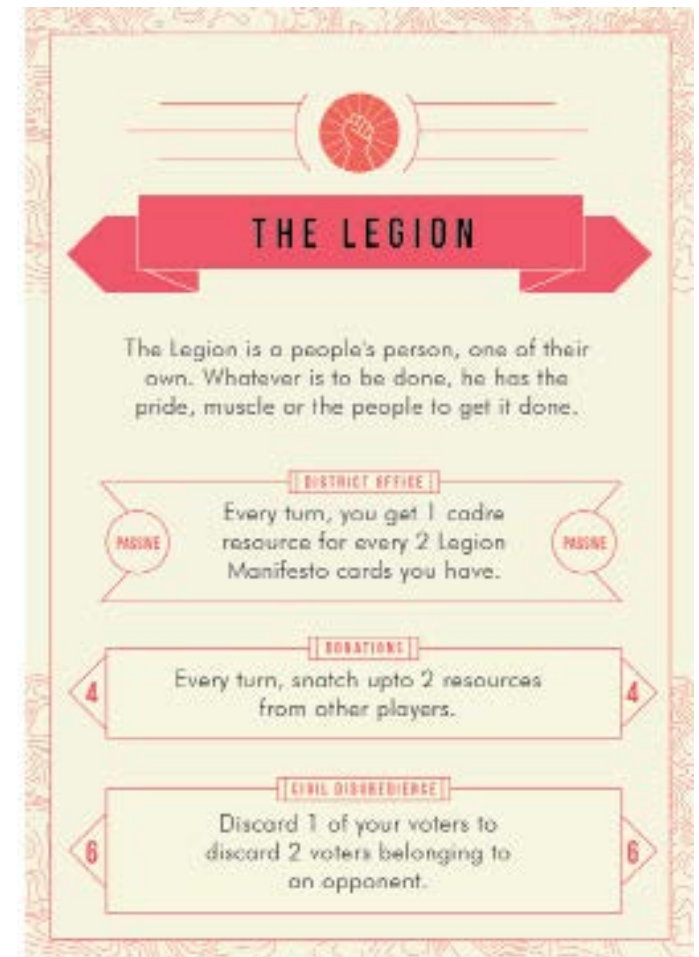 THE LEGION
The Legion is a people's person, one of their
own. Whatever is to be done, he has the
pride, muscle or the people to get it done.
DISTRICT OFFICE
PASSIVE
Every turn, you get 1 cadre
resource for every 2 Legion
Manifesto cards you have.
PASSIVE
DONATIONS
4
Every turn, snatch upto 2 resources
from other players.
4
CIVIL DISOBEDIENCE
6
Discard 1 of your voters to
discard 2 voters belonging to
an opponent.
6